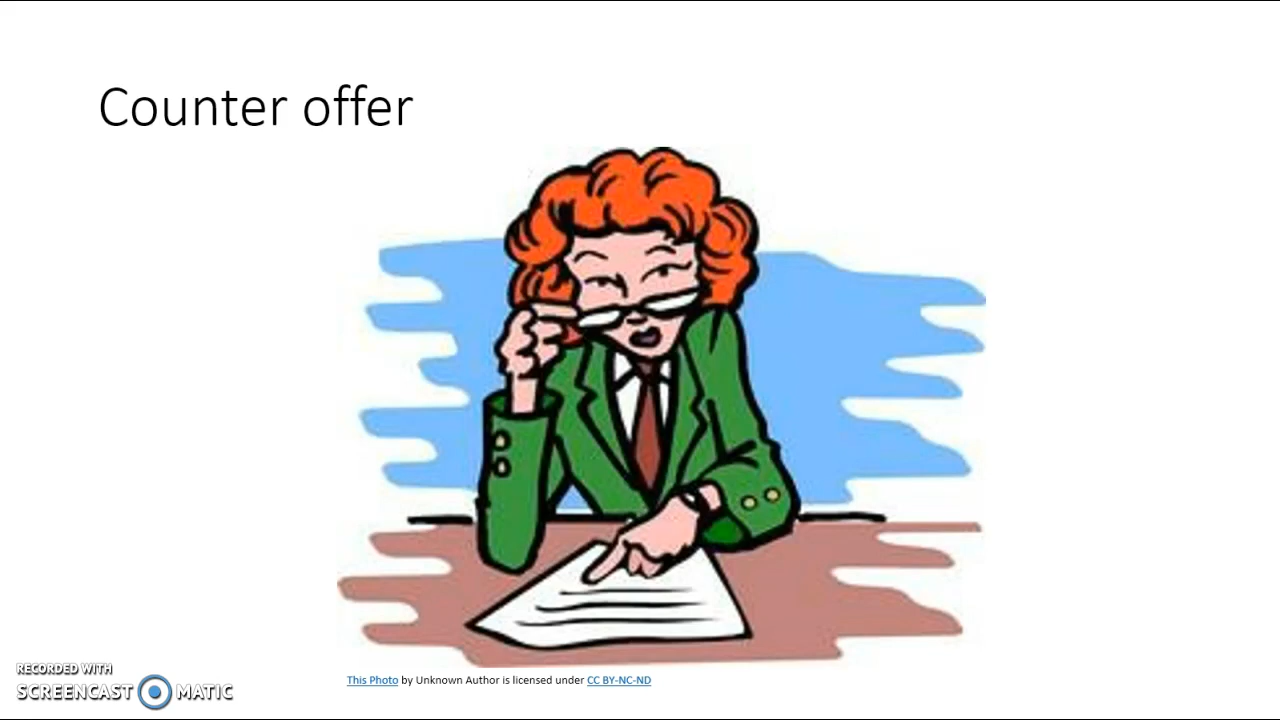 Counter offer
This Photo by Unknown Author is licensed under CC BY-NC-ND
RECORDED WITH
SCREENCAST MATIC